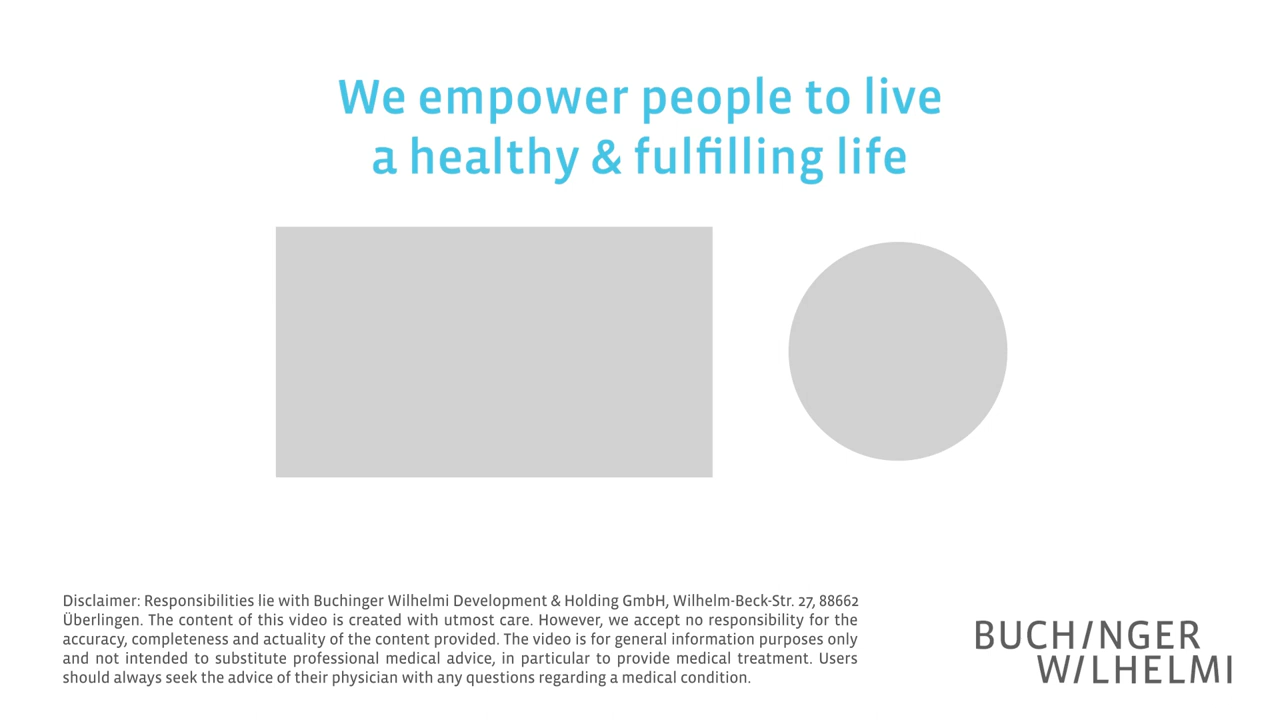 We empower people to live
a healthy & fulfilling life
Disclaimer: Responsibilities lie with Buchinger Wilhelmi Development & Holding GmbH, Wilhelm-Beck-Str. 27, 88662
Überlingen. The content of this video is created with utmost care. However, we accept no responsibility for the
accuracy, completeness and actuality of the content provided. The video is for general information purposes only
and not intended to substitute professional medical advice, in particular to provide medical treatment. Users
should always seek the advice of their physician with any questions regarding a medical condition.
BUCHINGER
WILHELMI